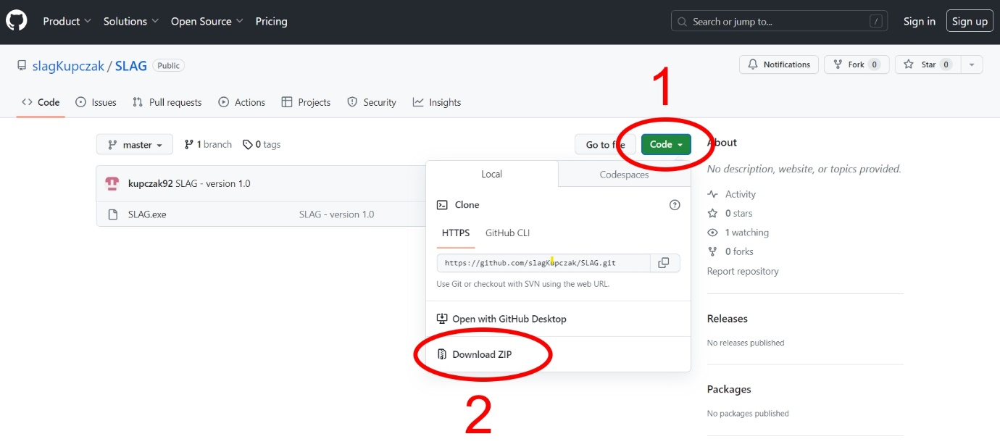 Product Solutions Open Source Pricing Search or jump to... / Sign in Sign up
slagKupczak / SLAG Public Notifications Fork 0 Star 0
1
Code Issues Pull requests Actions Projects Security Insights
master 1 branch 0 tags Go to file Code About
Local Codespaces No description, website, or topics provided.
kupczak92 SLAG - version 1.0
Activity
Clone ?
SLAG.exe SLAG - version 1.0 0 stars
HTTPS GitHub CLI 1 watching
0 forks
https://github.com/slagKupczak/SLAG.git
Report repository
Use Git or checkout with SVN using the web URL.
Open with GitHub Desktop Releases
No releases published
Download ZIP
Packages
2
No packages published